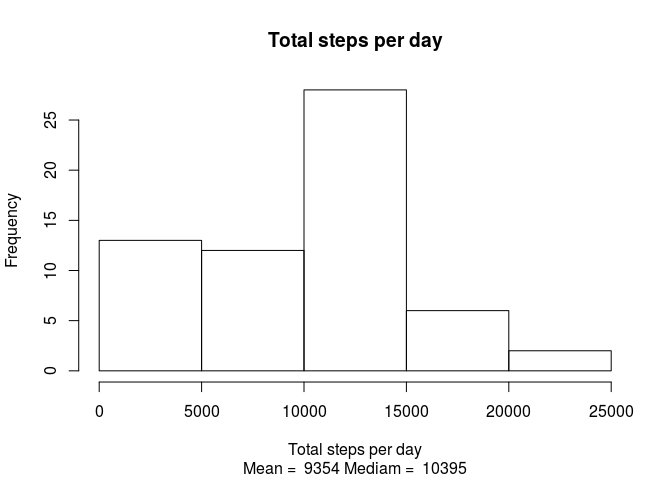 Total steps per day
Frequency
25
20
15
10
5
0
0 5000 10000 15000 20000 25000
Total steps per day
Mean = 9354 Mediam = 10395